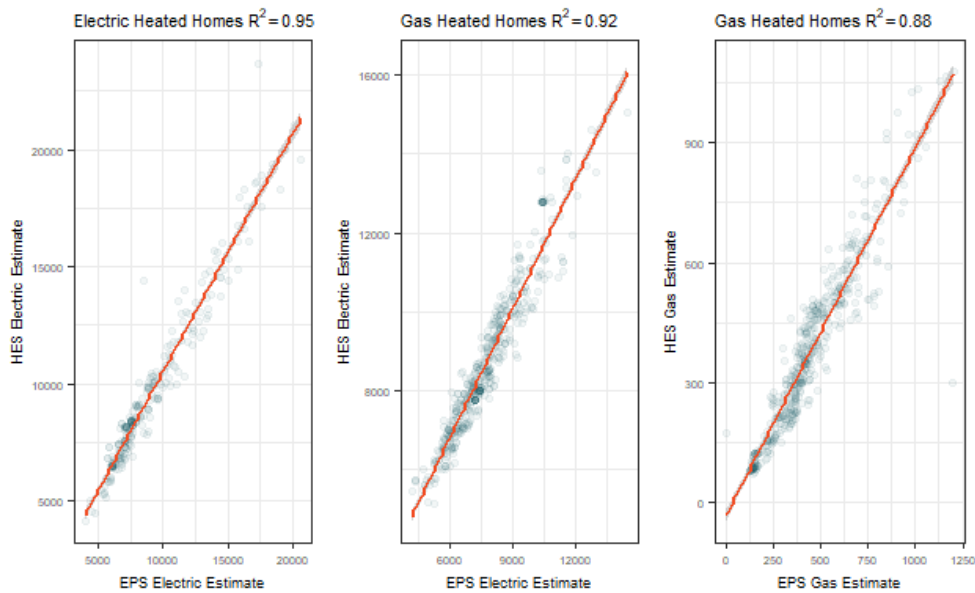 Electric Heated Homes R²=0.95
HES Electric Estimate
20000
15000
10000
5000
5000 10000 15000 20000
EPS Electric Estimate
Gas Heated Homes R²=0.92
HES Electric Estimate
16000
12000
8000
6000 9000 12000
EPS Electric Estimate
Gas Heated Homes R²=0.88
HES Gas Estimate
900
600
300
0
0 250 500 750 1000 1250
EPS Gas Estimate